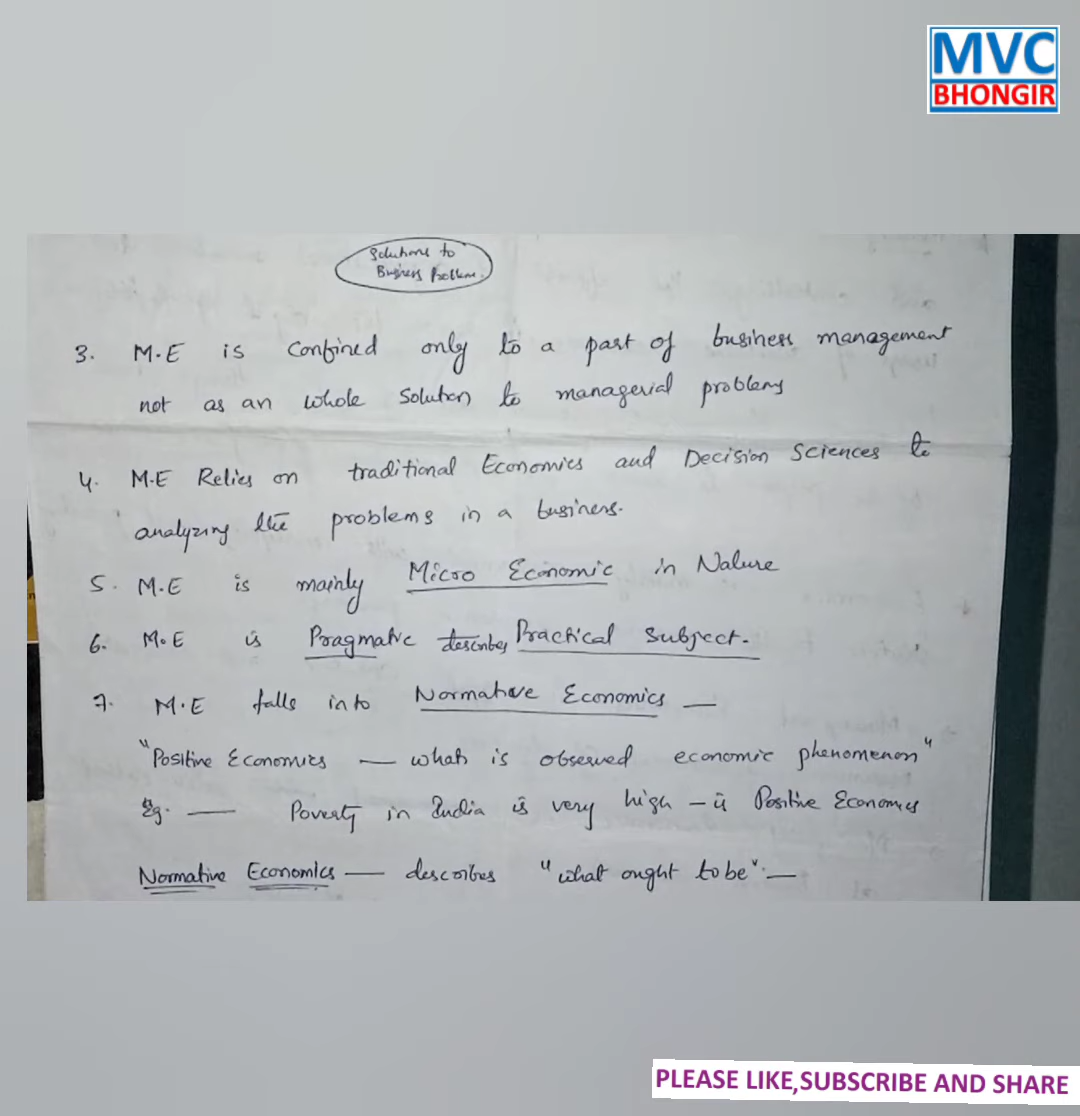 MVC
BHONGIR
Solutions to
Business Problem.
3. M.E is Confined only to a part of business management
not as an whole Solution to managerial problems
4. M.E Relies on traditional Economics and Decision Sciences to
analyzing the problems in a business.
5. M.E is mainly Micro Economic in Nature
6. M.E is Pragmatic describes Practical Subject.
7. M.E falls into Normative Economics —
"Positive Economics — what is observed economic phenomenon"
Eg. — Poverty in India is very high – is Positive Economics
Normative Economics — describes "what ought to be" —
PLEASE LIKE,SUBSCRIBE AND SHARE